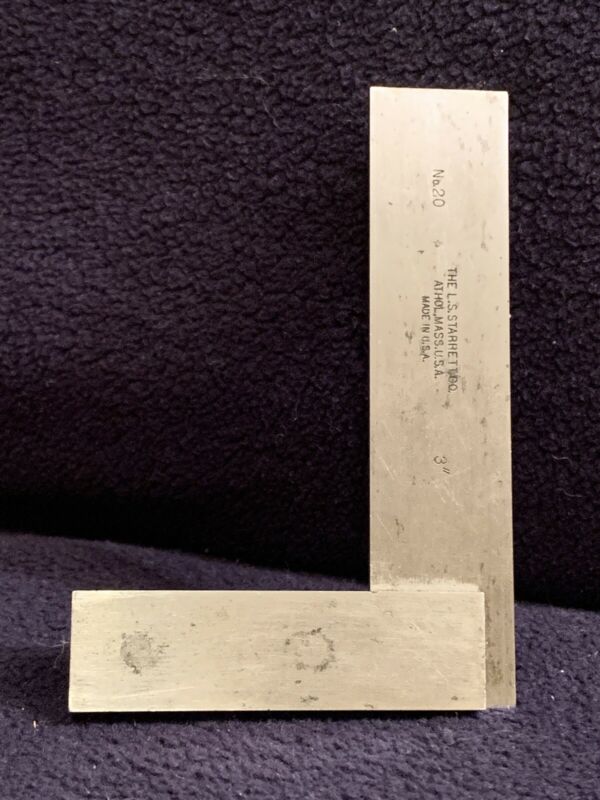 No.20
THE L.S. STARRETT CO.
ATHOL, MASS. U.S.A.
MADE IN U.S.A.
3"